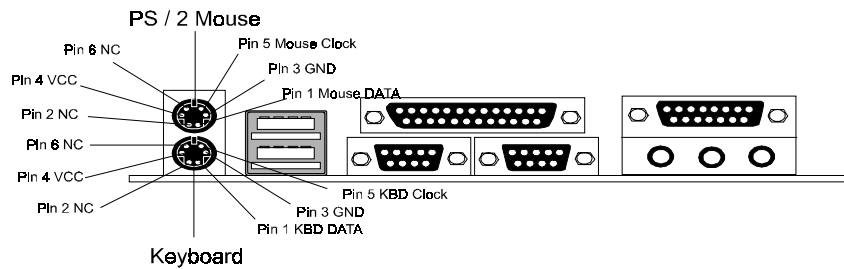 PS / 2 Mouse
Pin 6 NC
Pin 5 Mouse Clock
PIn 4 VCC
PIn 3 GND
Pin 2 NC
Pin 1 Mouse DATA
PIn 6 NC
PIn 4 VCC
PIn 2 NC
Pin 5 KBD Clock
Pin 3 GND
Pin 1 KBD DATA
Keyboard